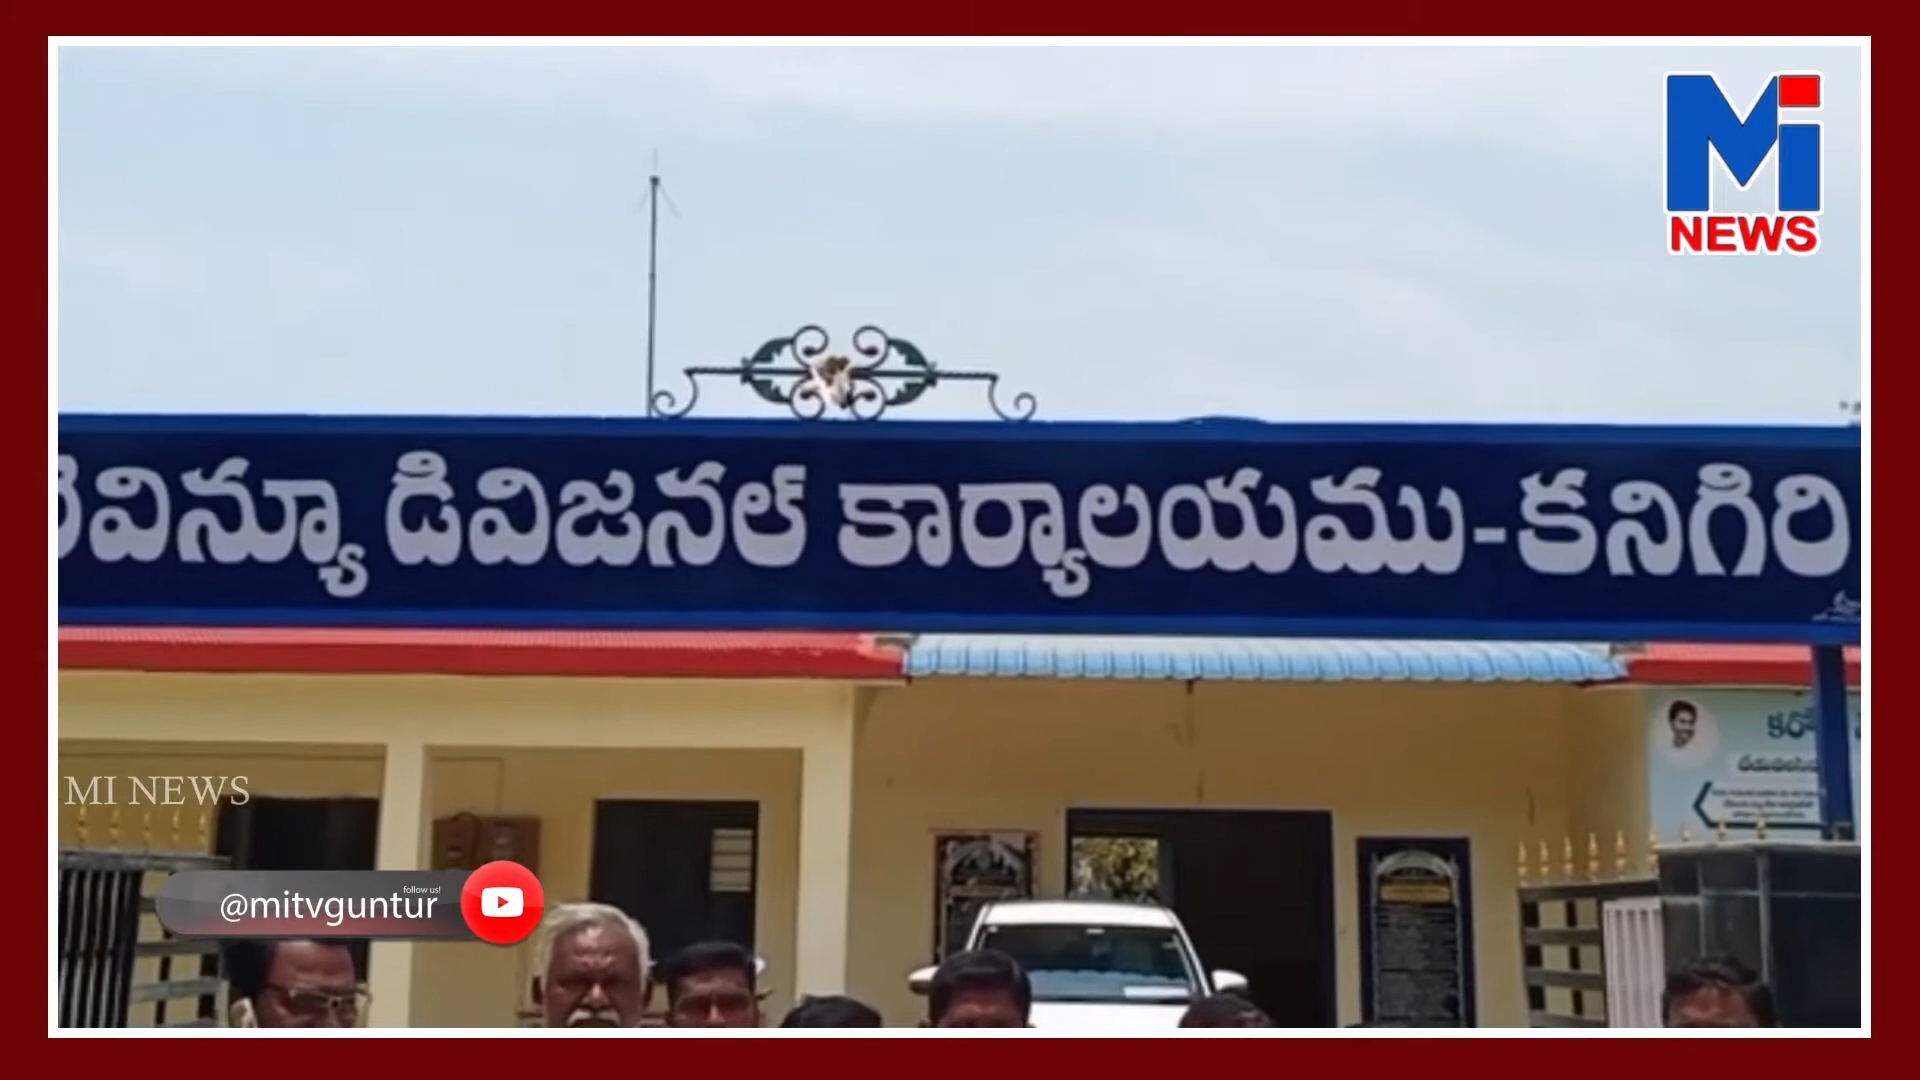 Mi
NEWS
రెవిన్యూ డివిజనల్ కార్యాలయము-కనిగిరి
MI NEWS
follow us!
@mitvguntur